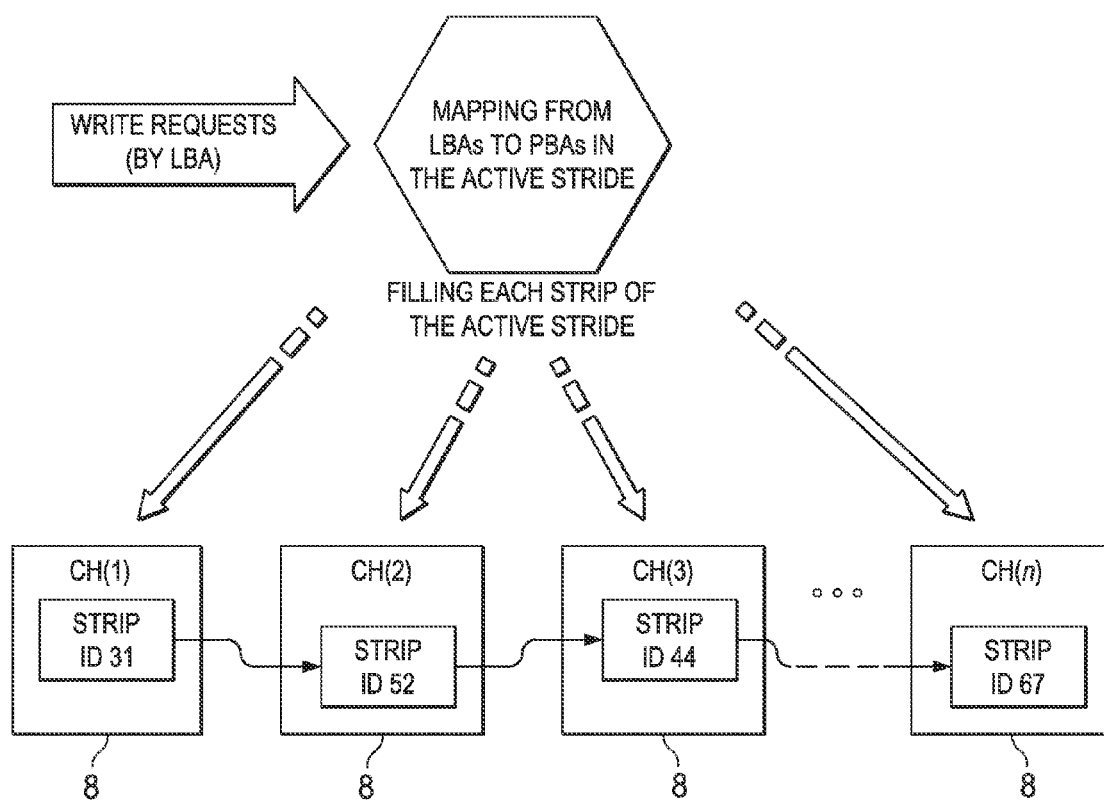 WRITE REQUESTS
(BY LBA)
MAPPING FROM
LBAs TO PBAs IN
THE ACTIVE STRIDE
FILLING EACH STRIP OF
THE ACTIVE STRIDE
CH(1)
STRIP
ID 31
8
CH(2)
STRIP
ID 52
8
CH(3)
STRIP
ID 44
8
CH(n)
STRIP
ID 67
8